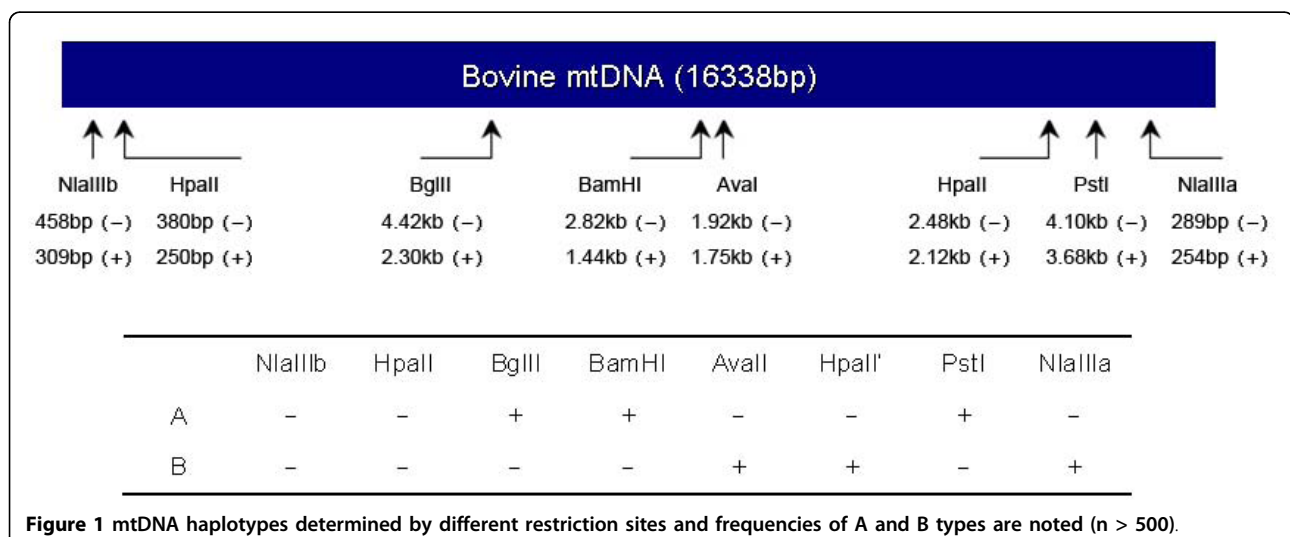 Bovine mtDNA (16338bp)
NlaIIIb HpaII BglII BamHI AvaI HpaII PstI NlaIIIa
458bp (−) 380bp (−) 4.42kb (−) 2.82kb (−) 1.92kb (−) 2.48kb (−) 4.10kb (−) 289bp (−)
309bp (+) 250bp (+) 2.30kb (+) 1.44kb (+) 1.75kb (+) 2.12kb (+) 3.68kb (+) 254bp (+)
NlaIIIb HpaII BglII BamHI AvaII HpaII' PstI NlaIIIa
A − − + + − − + −
B − − − − + + − +
Figure 1 mtDNA haplotypes determined by different restriction sites and frequencies of A and B types are noted (n > 500).